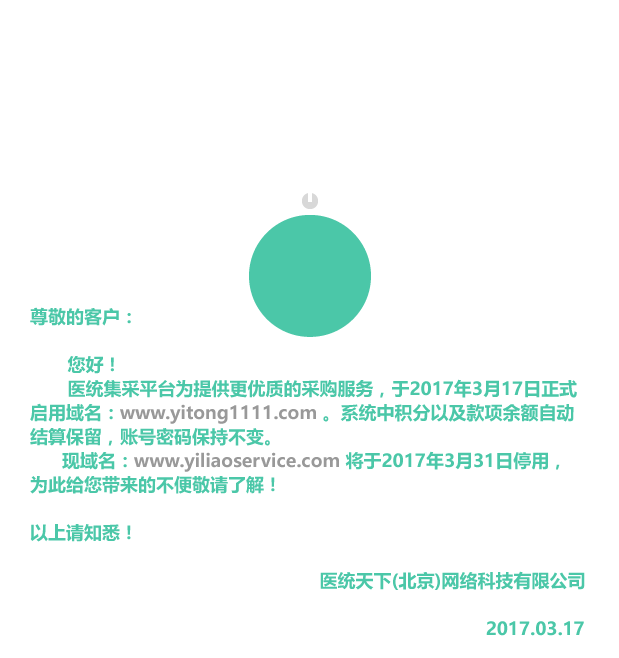 尊敬的客户：
您好！
医统集采平台为提供更优质的采购服务，于2017年3月17日正式
启用域名：www.yitong1111.com 。系统中积分以及款项余额自动
结算保留，账号密码保持不变。
现域名：www.yiliaoservice.com 将于2017年3月31日停用，
为此给您带来的不便敬请了解！
以上请知悉！
医统天下(北京)网络科技有限公司
2017.03.17